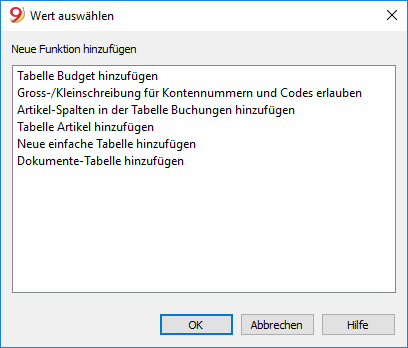 9 Wert auswählen
Neue Funktion hinzufügen
Tabelle Budget hinzufügen
Gross-/Kleinschreibung für Kontennummern und Codes erlauben
Artikel-Spalten in der Tabelle Buchungen hinzufügen
Tabelle Artikel hinzufügen
Neue einfache Tabelle hinzufügen
Dokumente-Tabelle hinzufügen
OK Abbrechen Hilfe